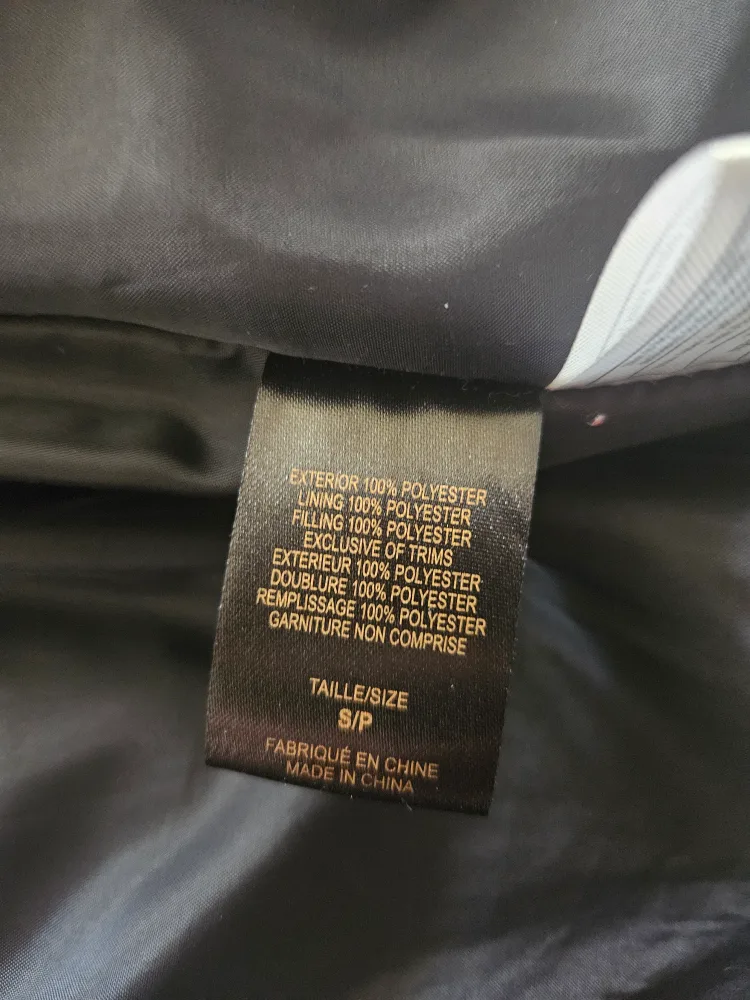 EXTERIOR 100% POLYESTER
LINING 100% POLYESTER
FILLING 100% POLYESTER
EXCLUSIVE OF TRIMS
EXTERIEUR 100% POLYESTER
DOUBLURE 100% POLYESTER
REMPLISSAGE 100% POLYESTER
GARNITURE NON COMPRISE
TAILLE/SIZE
S/P
FABRIQUÉ EN CHINE
MADE IN CHINA